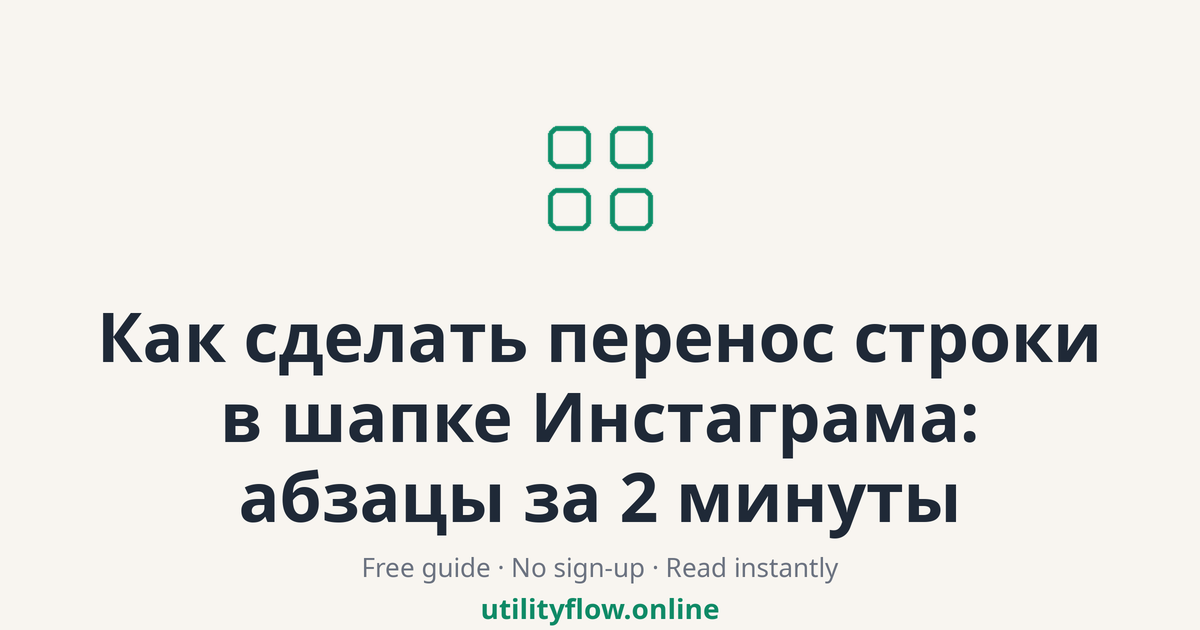 Как сделать перенос строки
в шапке Инстаграма:
абзацы за 2 минуты
Free guide · No sign-up · Read instantly
utilityflow.online